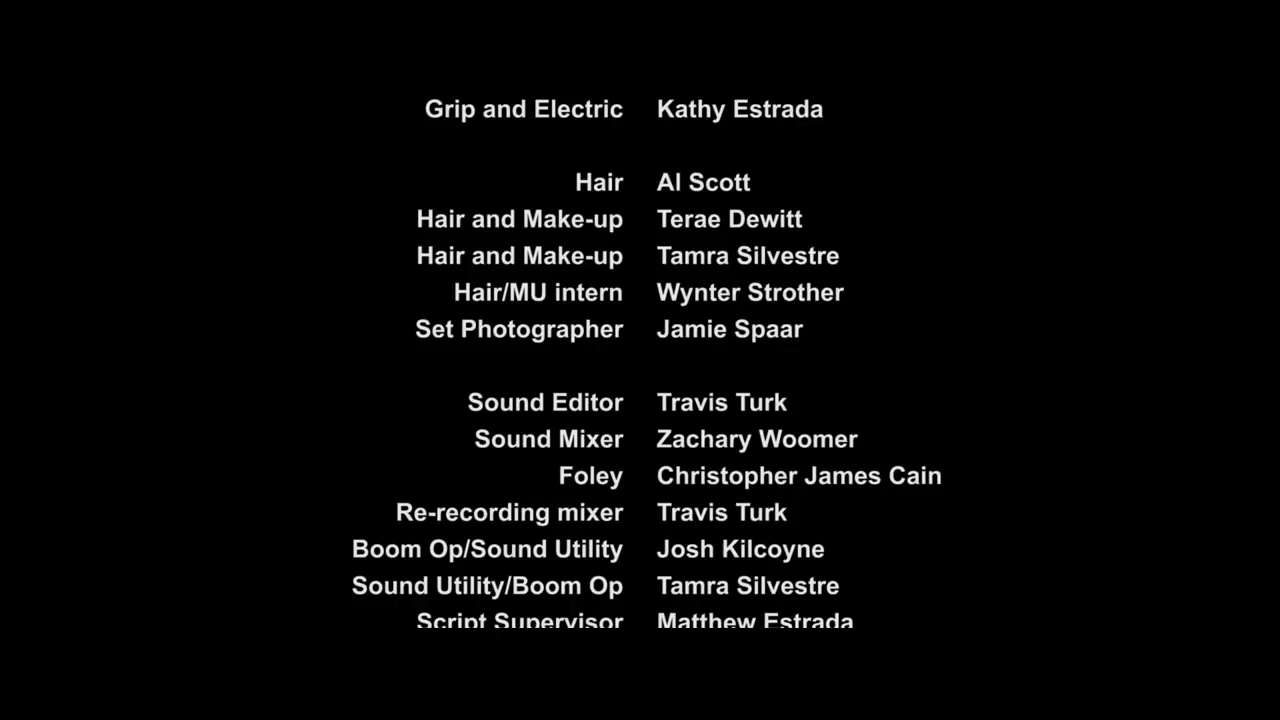 Grip and Electric Kathy Estrada
Hair Al Scott
Hair and Make-up Terae Dewitt
Hair and Make-up Tamra Silvestre
Hair/MU intern Wynter Strother
Set Photographer Jamie Spaar
Sound Editor Travis Turk
Sound Mixer Zachary Woomer
Foley Christopher James Cain
Re-recording mixer Travis Turk
Boom Op/Sound Utility Josh Kilcoyne
Sound Utility/Boom Op Tamra Silvestre
Script Supervisor Matthew Estrada